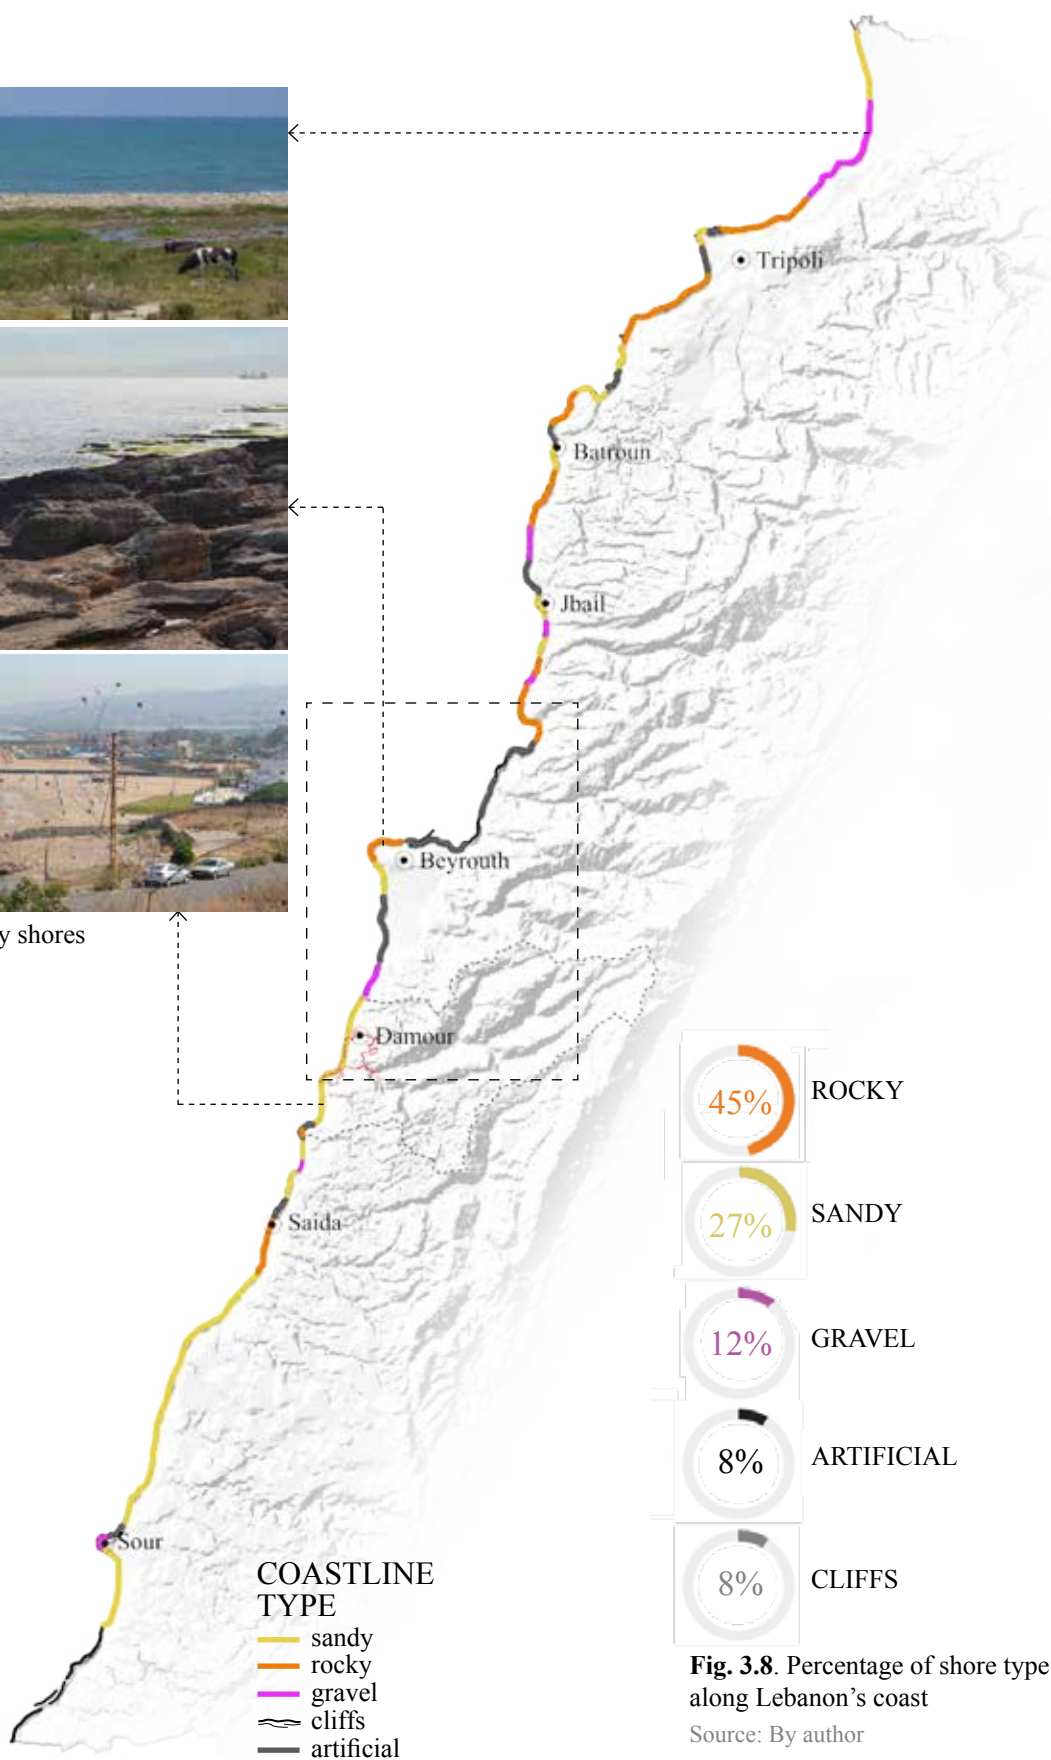 Tripoli
Batroun
Jbail
Beyrouth
y shores
Damour
45%
ROCKY
27%
SANDY
Saida
12%
GRAVEL
8%
ARTIFICIAL
Sour
8%
CLIFFS
COASTLINE
TYPE
sandy
rocky
gravel
cliffs
artificial
Fig. 3.8. Percentage of shore type
along Lebanon’s coast
Source: By author